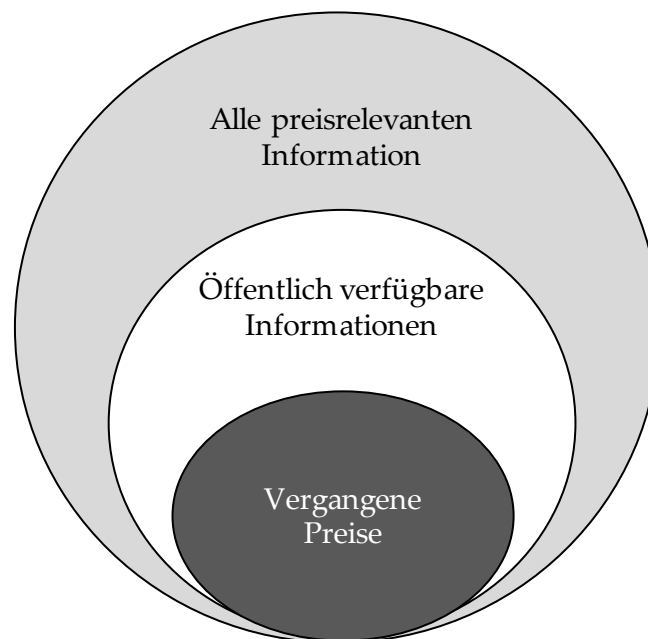 Alle preisrelevanten
Information
Öffentlich verfügbare
Informationen
Vergangene
Preise